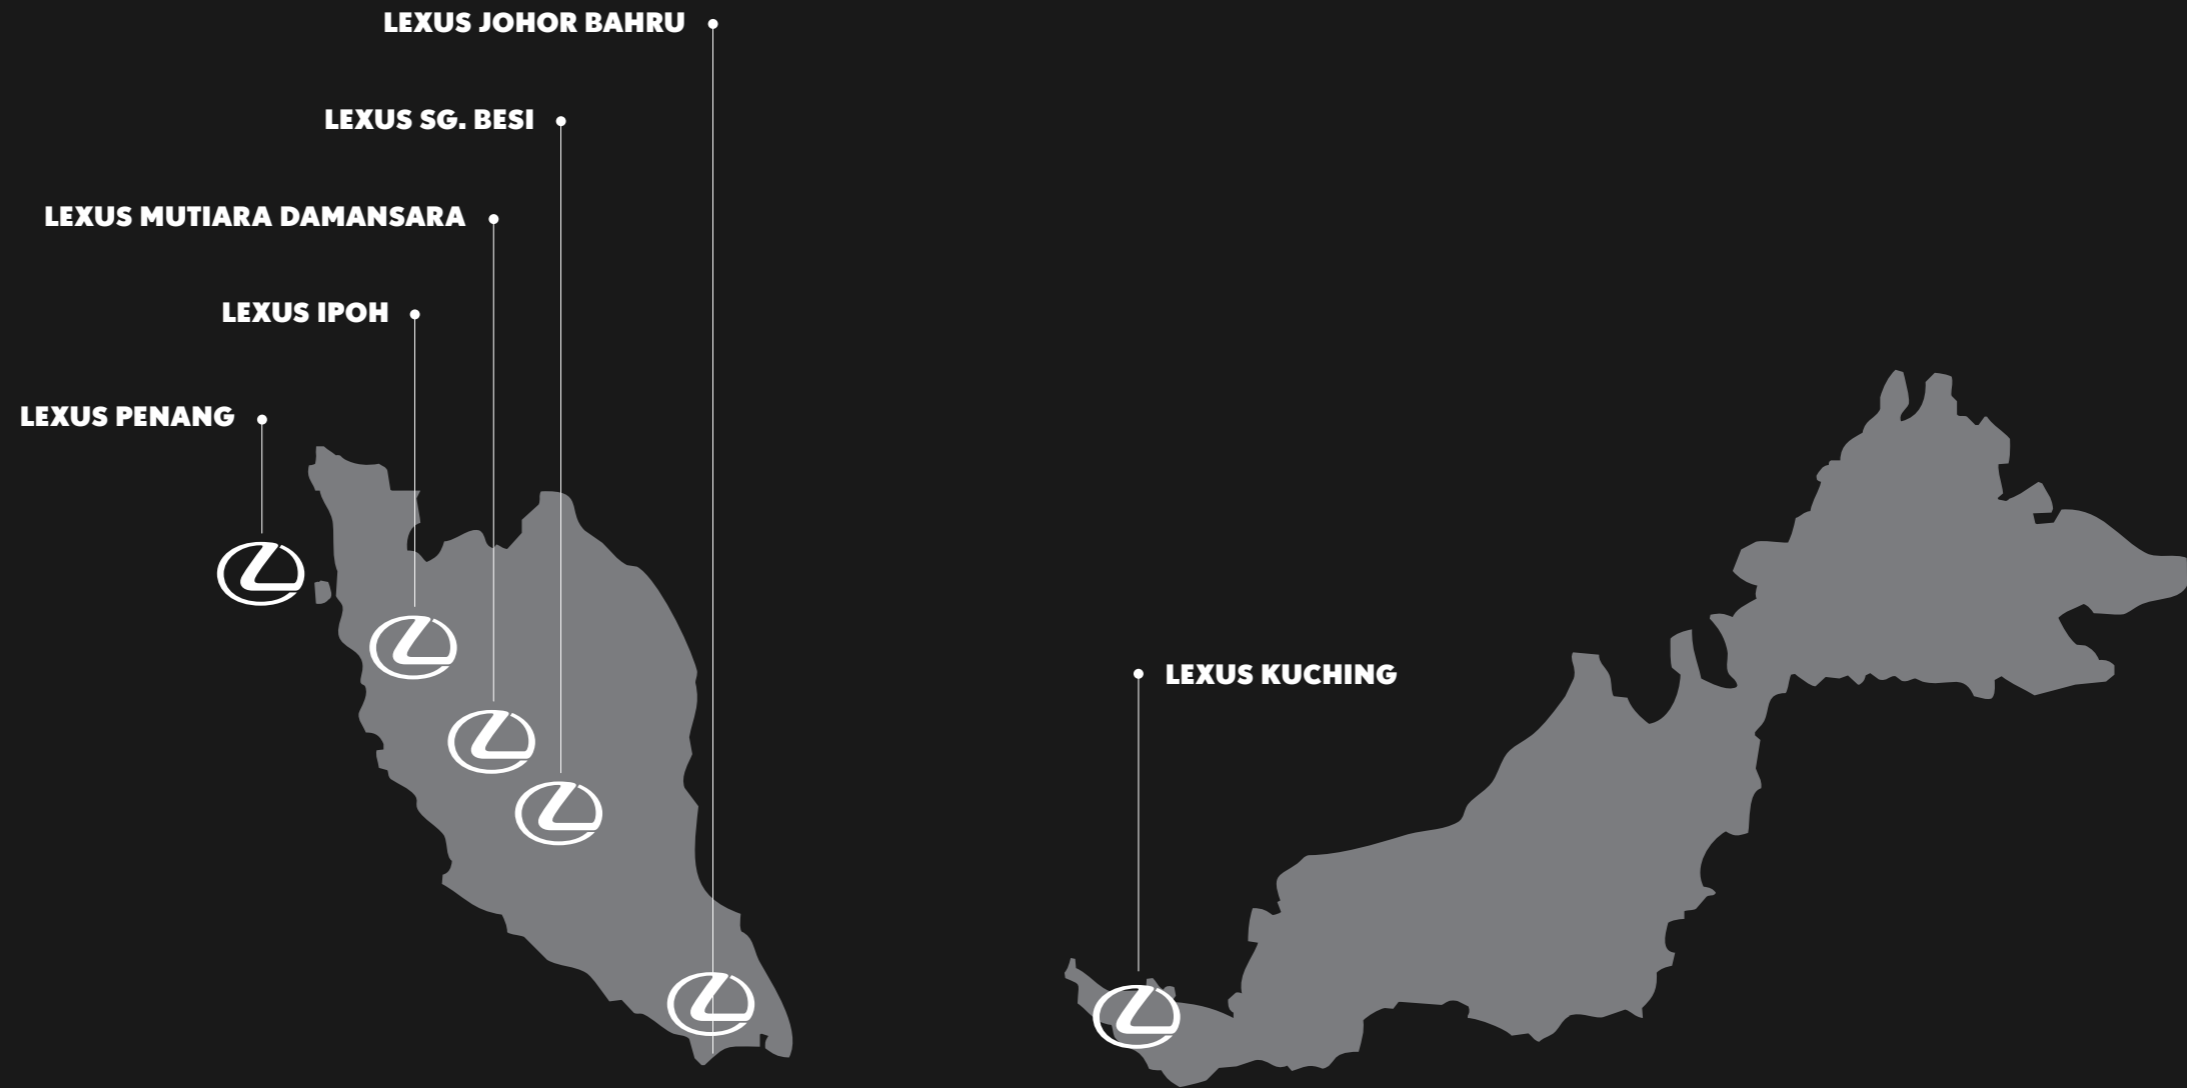 LEXUS JOHOR BAHRU
LEXUS SG. BESI
LEXUS MUTIARA DAMANSARA
LEXUS IPOH
LEXUS PENANG
LEXUS KUCHING